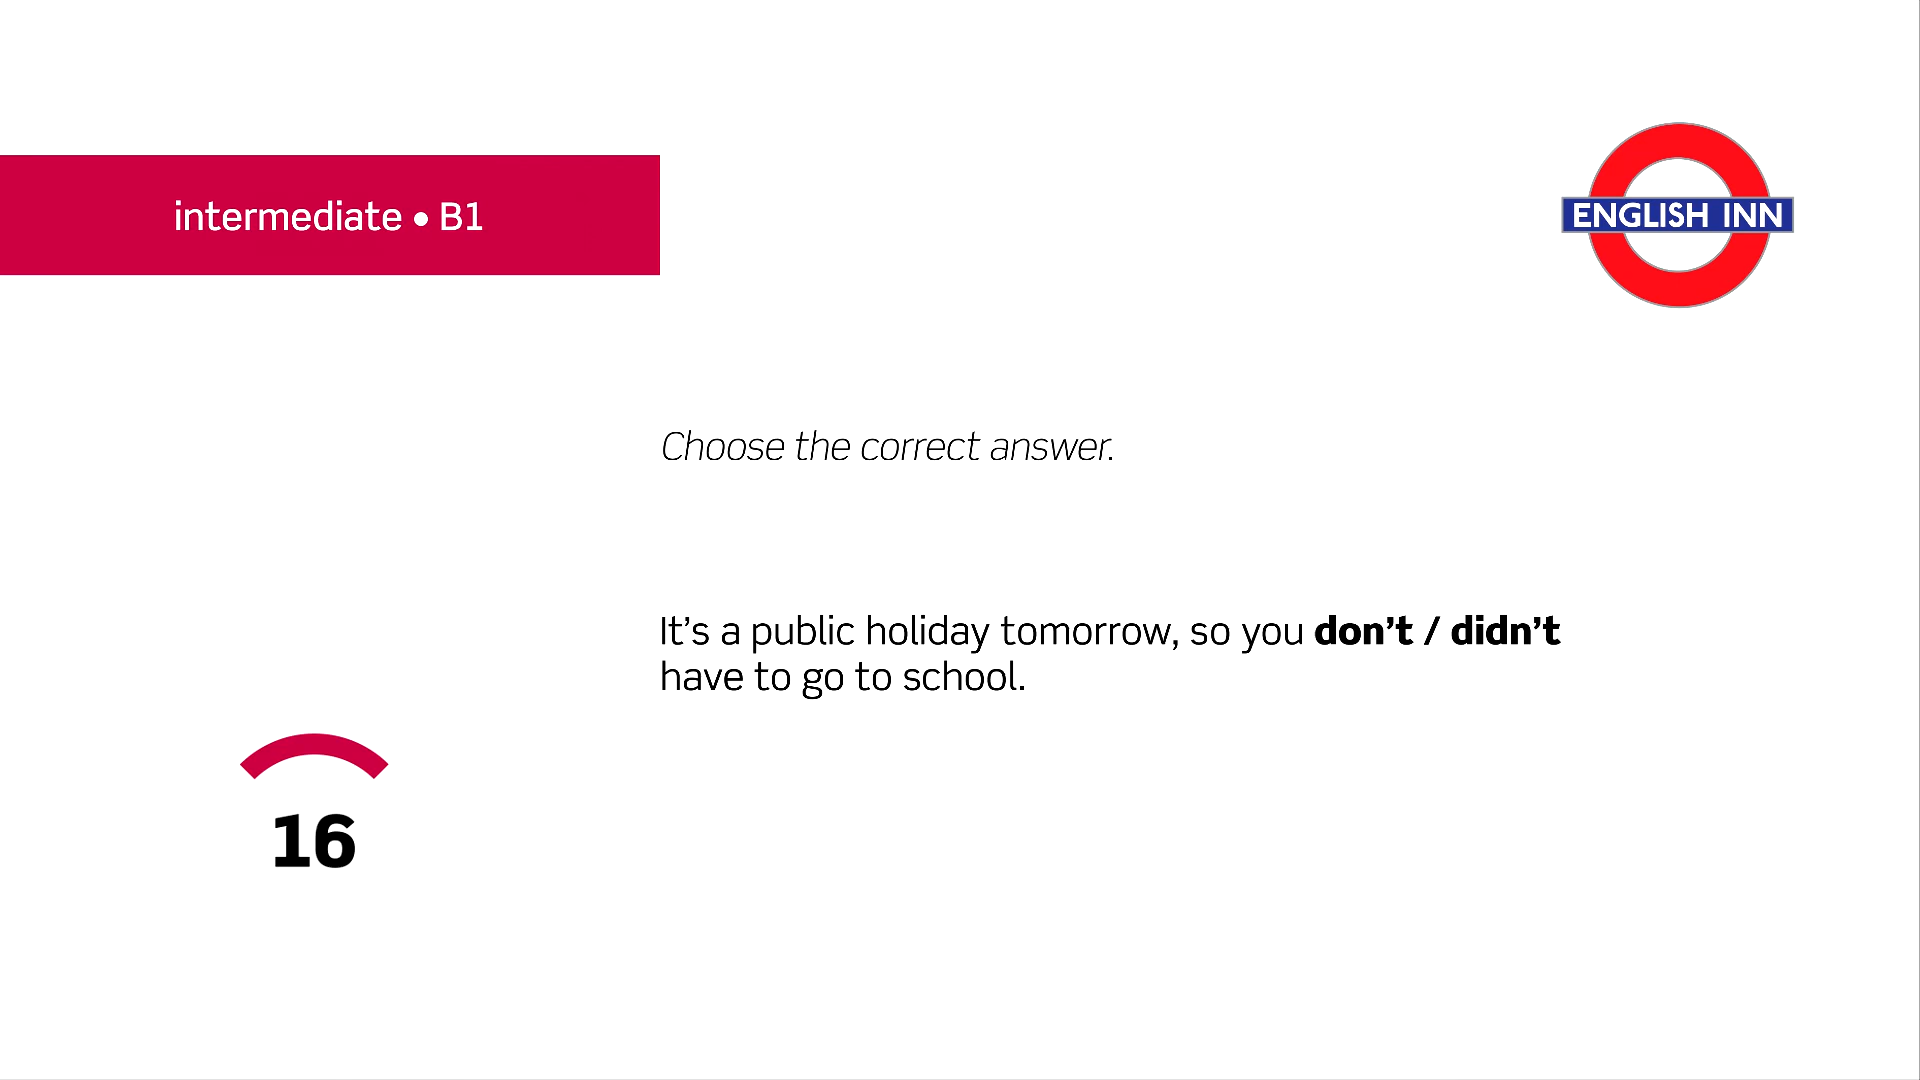 intermediate • B1
ENGLISH INN
Choose the correct answer.
It's a public holiday tomorrow, so you don't / didn't
have to go to school.
16